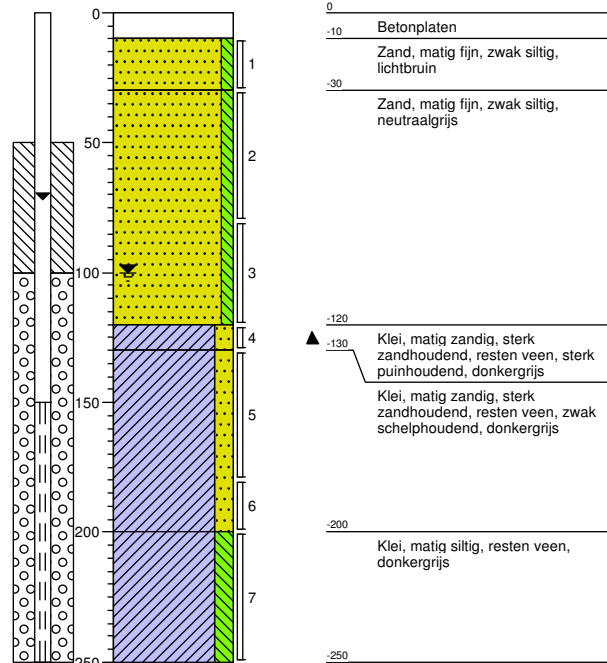 0
50
100
150
200
250
1
2
3
4
5
6
7
0
Betonplaten
-10
Zand, matig fijn, zwak siltig,
lichtbruin
-30
Zand, matig fijn, zwak siltig,
neutraalgrijs
-120
Klei, matig zandig, sterk
zandhoudend, resten veen, sterk
puinhoudend, donkergrijs
-130
Klei, matig zandig, sterk
zandhoudend, resten veen, zwak
schelphoudend, donkergrijs
-200
Klei, matig siltig, resten veen,
donkergrijs
-250